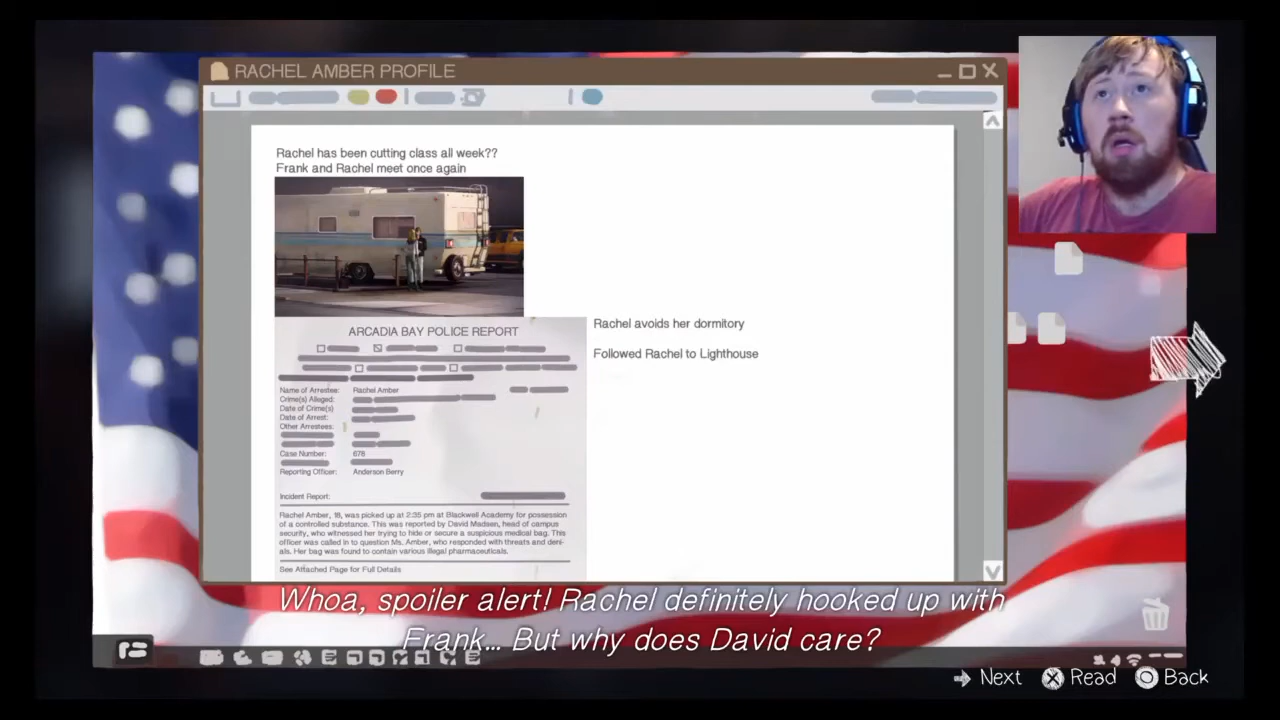 RACHEL AMBER PROFILE
Rachel has been cutting class all week??
Frank and Rachel meet once again
ARCADIA BAY POLICE REPORT
Rachel avoids her dormitory
Followed Rachel to Lighthouse
Name of Arrestee: Rachel Amber
Crime(s) Alleged:
Date of Crime(s)
Date of Arrest:
Other Arrestees:
Case Number: 678
Reporting Officer: Anderson Berry
Incident Report:
Rachel Amber, 18, was picked up at 2:35 pm at Blackwell Academy for possession
of a controlled substance. This was reported by David Madsen, head of campus
security, who witnessed her trying to hide or secure a suspicious medical bag. This
officer was called in to question Ms. Amber, who responded with threats and deni-
als. Her bag was found to contain various illegal pharmaceuticals.
See Attached Page for Full Details
Whoa, spoiler alert! Rachel definitely hooked up with
Frank... But why does David care?
Next Read Back